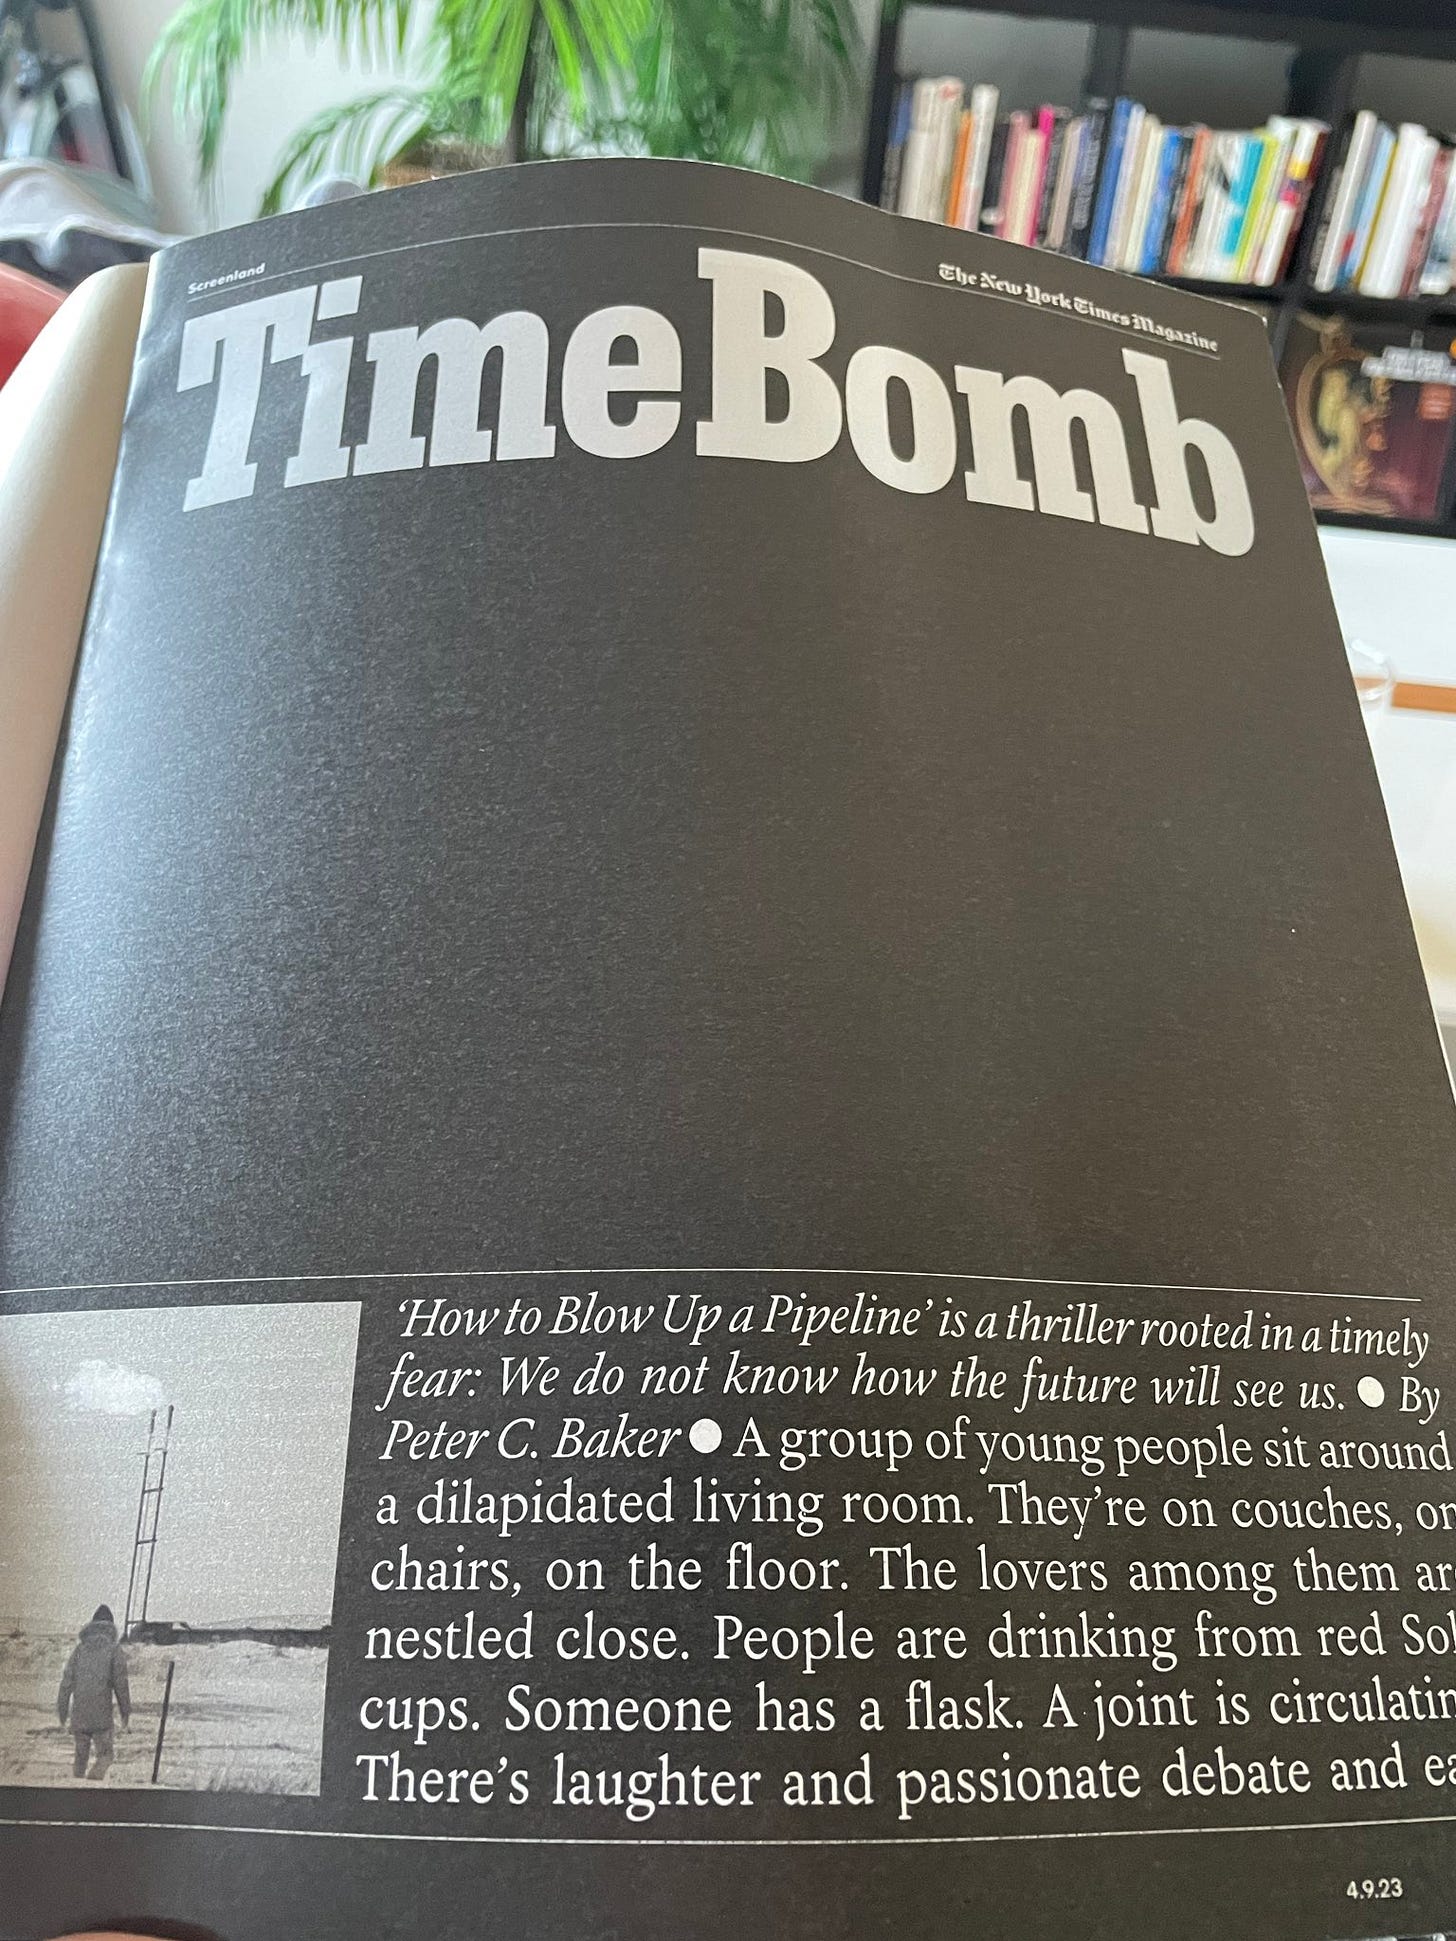 Screenland
The New York Times Magazine
Time Bomb
‘How to Blow Up a Pipeline’ is a thriller rooted in a timely
fear: We do not know how the future will see us. ● By
Peter C. Baker ● A group of young people sit around
a dilapidated living room. They’re on couches, on
chairs, on the floor. The lovers among them
nestled close. People are drinking from red
cups. Someone has a flask. A joint is
There’s laughter and passionate debate and
4.9.23